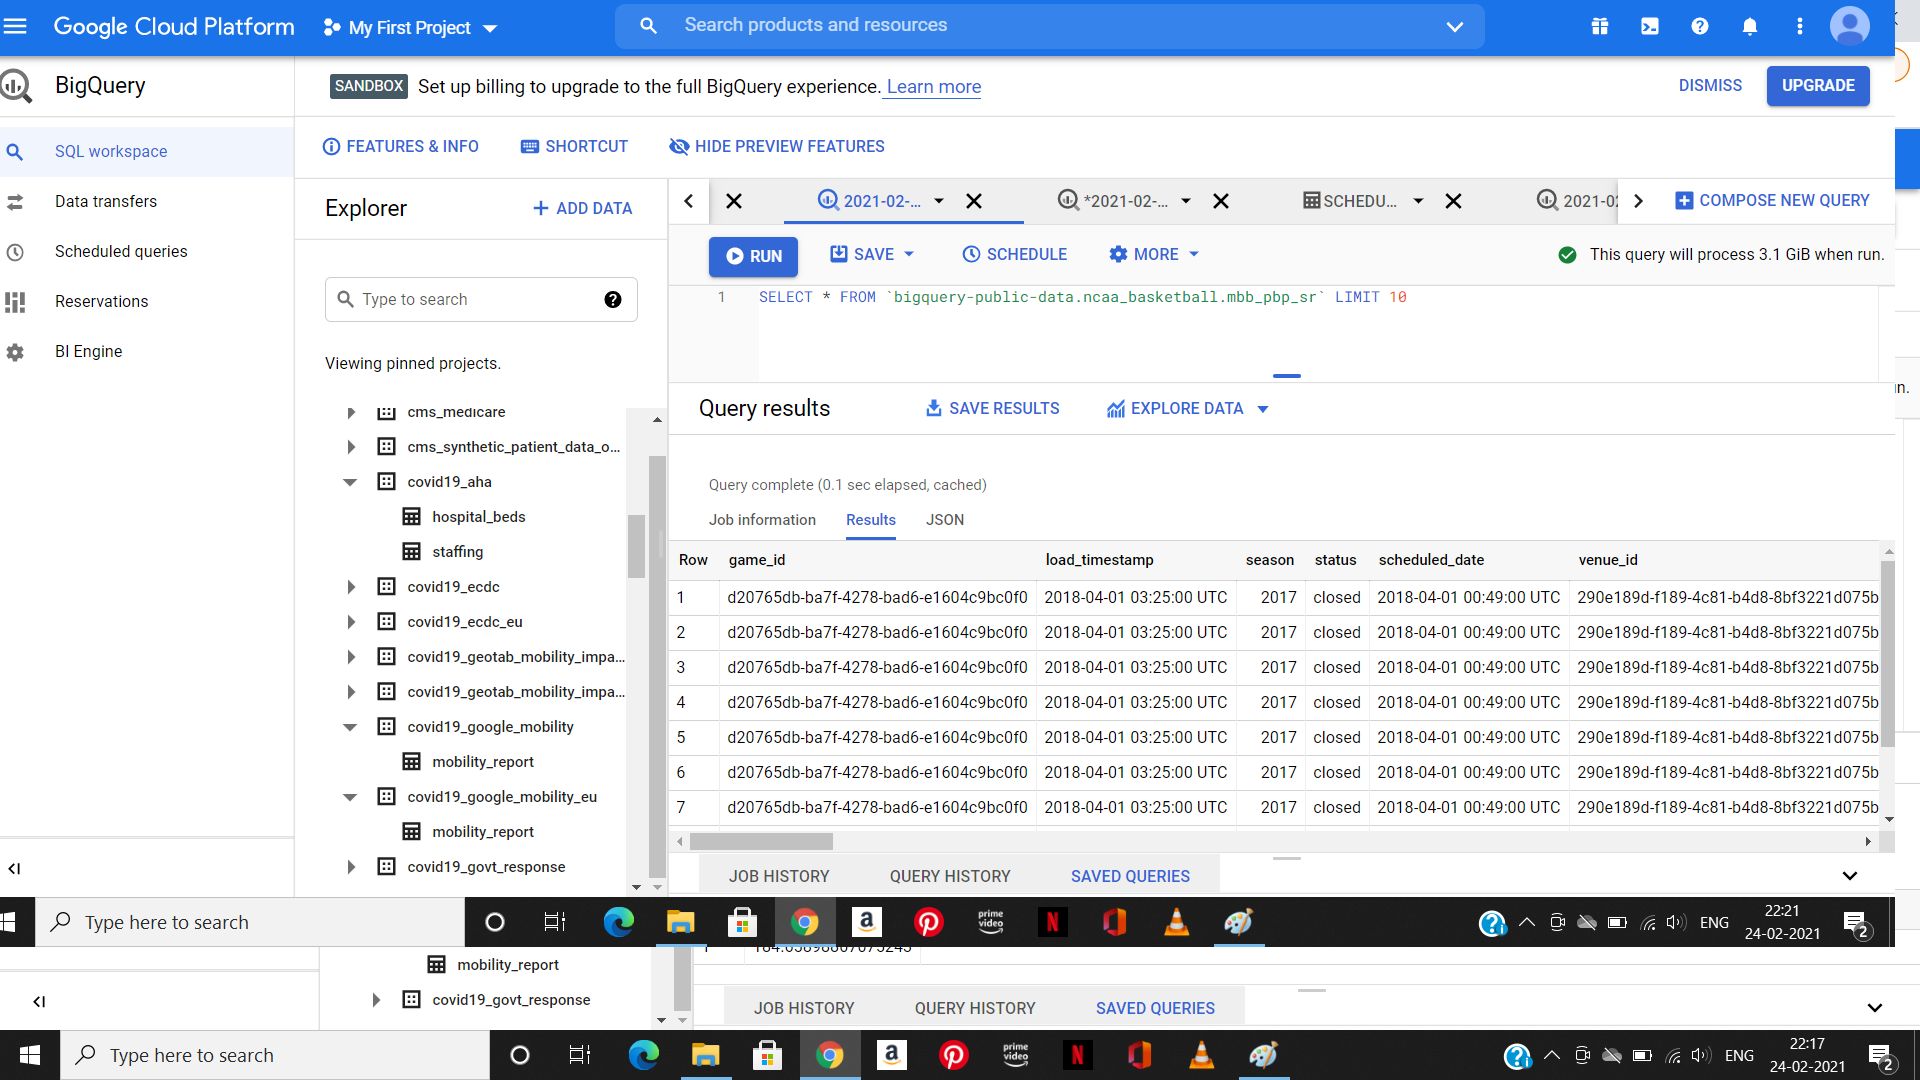 Google Cloud Platform
My First Project
Search products and resources
BigQuery
SANDBOX Set up billing to upgrade to the full BigQuery experience. Learn more
DISMISS
UPGRADE
SQL workspace
Data transfers
Scheduled queries
Reservations
BI Engine
FEATURES & INFO
SHORTCUT
HIDE PREVIEW FEATURES
Explorer
+ ADD DATA
Type to search
Viewing pinned projects.
cms_medicare
cms_synthetic_patient_data_o...
covid19_aha
hospital_beds
staffing
covid19_ecdc
covid19_ecdc_eu
covid19_geotab_mobility_impa...
covid19_geotab_mobility_impa...
covid19_google_mobility
mobility_report
covid19_google_mobility_eu
mobility_report
covid19_govt_response
2021-02-...
*2021-02-...
SCHEDU...
2021-02
COMPOSE NEW QUERY
RUN
SAVE
SCHEDULE
MORE
This query will process 3.1 GiB when run.
1 SELECT * FROM `bigquery-public-data.ncaa_basketball.mbb_pbp_sr` LIMIT 10
n.
Query results
SAVE RESULTS
EXPLORE DATA
Query complete (0.1 sec elapsed, cached)
Job information Results JSON
Row game_id load_timestamp season status scheduled_date venue_id
1 d20765db-ba7f-4278-bad6-e1604c9bc0f0 2018-04-01 03:25:00 UTC 2017 closed 2018-04-01 00:49:00 UTC 290e189d-f189-4c81-b4d8-8bf3221d075b
2 d20765db-ba7f-4278-bad6-e1604c9bc0f0 2018-04-01 03:25:00 UTC 2017 closed 2018-04-01 00:49:00 UTC 290e189d-f189-4c81-b4d8-8bf3221d075b
3 d20765db-ba7f-4278-bad6-e1604c9bc0f0 2018-04-01 03:25:00 UTC 2017 closed 2018-04-01 00:49:00 UTC 290e189d-f189-4c81-b4d8-8bf3221d075b
4 d20765db-ba7f-4278-bad6-e1604c9bc0f0 2018-04-01 03:25:00 UTC 2017 closed 2018-04-01 00:49:00 UTC 290e189d-f189-4c81-b4d8-8bf3221d075b
5 d20765db-ba7f-4278-bad6-e1604c9bc0f0 2018-04-01 03:25:00 UTC 2017 closed 2018-04-01 00:49:00 UTC 290e189d-f189-4c81-b4d8-8bf3221d075b
6 d20765db-ba7f-4278-bad6-e1604c9bc0f0 2018-04-01 03:25:00 UTC 2017 closed 2018-04-01 00:49:00 UTC 290e189d-f189-4c81-b4d8-8bf3221d075b
7 d20765db-ba7f-4278-bad6-e1604c9bc0f0 2018-04-01 03:25:00 UTC 2017 closed 2018-04-01 00:49:00 UTC 290e189d-f189-4c81-b4d8-8bf3221d075b
JOB HISTORY QUERY HISTORY SAVED QUERIES
Type here to search
a
prime video
N
ENG
22:21
24-02-2021
2
mobility_report
covid19_govt_response
JOB HISTORY QUERY HISTORY SAVED QUERIES
Type here to search
a
prime video
N
ENG
22:17
24-02-2021
2